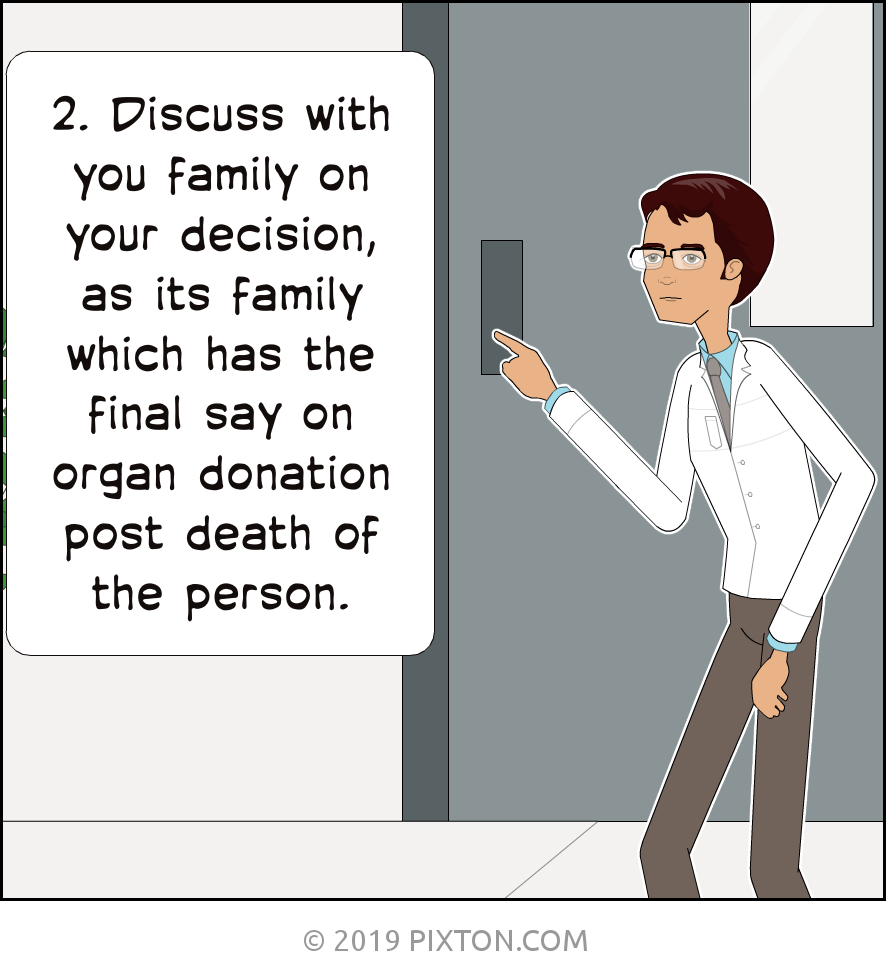 2. Discuss with
you family on
your decision,
as its family
which has the
final say on
organ donation
post death of
the person.
© 2019 PIXTON.COM